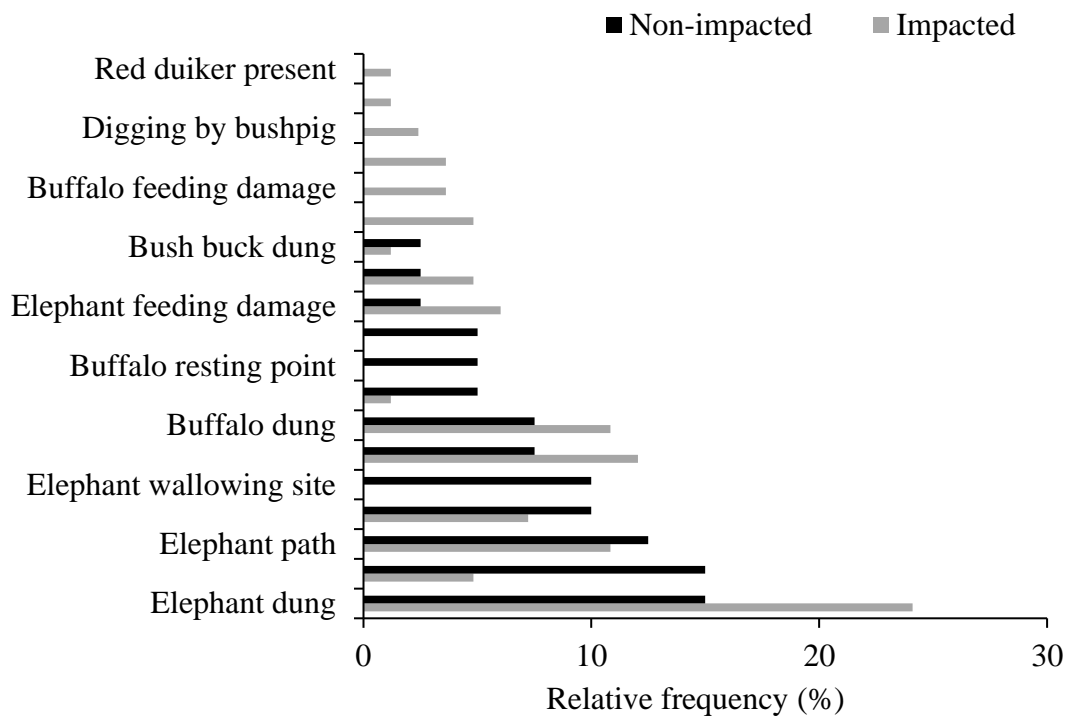 Non-impacted Impacted
Red duiker present
Digging by bushpig
Buffalo feeding damage
Bush buck dung
Elephant feeding damage
Buffalo resting point
Buffalo dung
Elephant wallowing site
Elephant path
Elephant dung
0 10 20 30
Relative frequency (%)